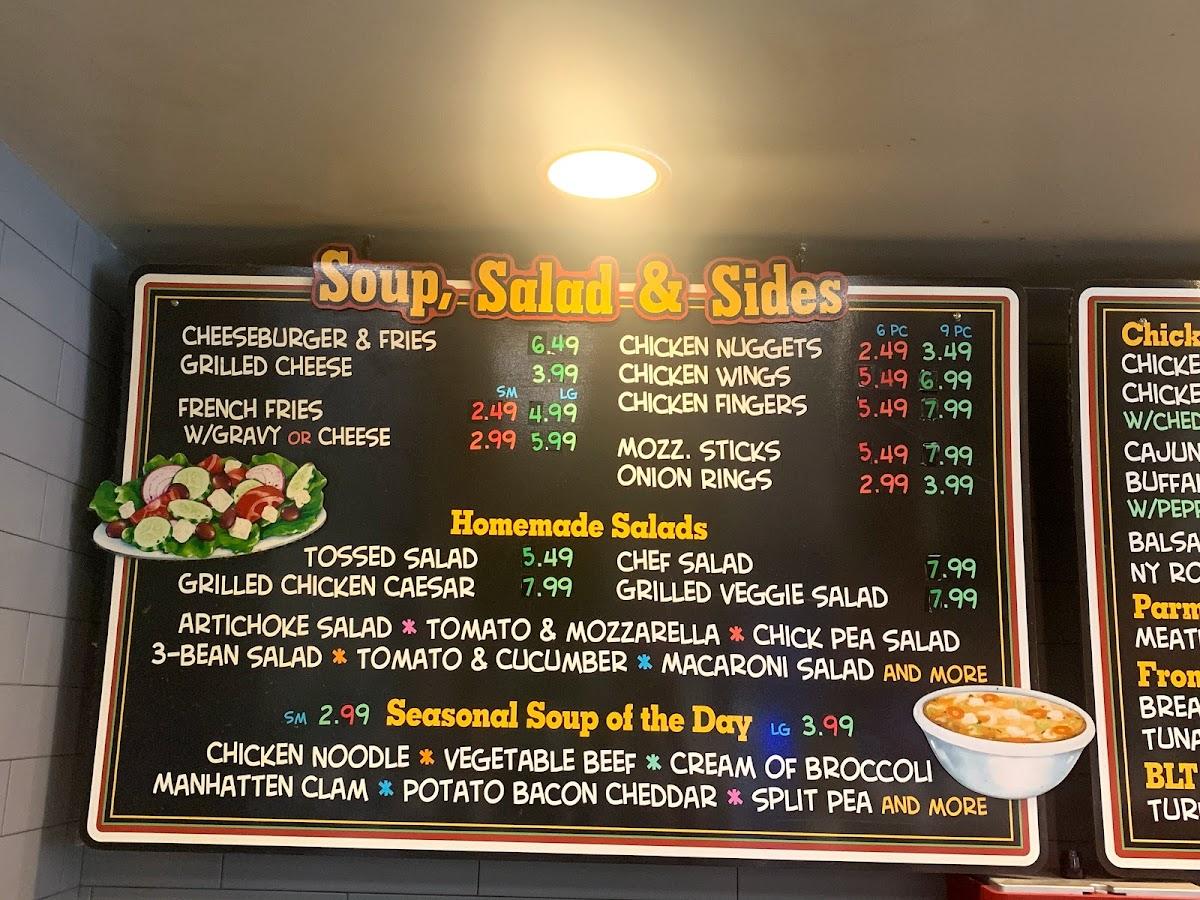 Soup, Salad & Sides
CHEESEBURGER & FRIES 6.49
GRILLED CHEESE 3.99
SM LG
FRENCH FRIES 2.49 4.99
W/GRAVY OR CHEESE 2.99 5.99
6 PC 9 PC
CHICKEN NUGGETS 2.49 3.49
CHICKEN WINGS 5.49 6.99
CHICKEN FINGERS 5.49 7.99
MOZZ. STICKS 5.49 7.99
ONION RINGS 2.99 3.99
Homemade Salads
TOSSED SALAD 5.49 CHEF SALAD 7.99
GRILLED CHICKEN CAESAR 7.99 GRILLED VEGGIE SALAD 7.99
ARTICHOKE SALAD * TOMATO & MOZZARELLA * CHICK PEA SALAD
3-BEAN SALAD * TOMATO & CUCUMBER * MACARONI SALAD AND MORE
SM 2.99 Seasonal Soup of the Day LG 3.99
CHICKEN NOODLE * VEGETABLE BEEF * CREAM OF BROCCOLI
MANHATTEN CLAM * POTATO BACON CHEDDAR * SPLIT PEA AND MORE
Chick
CHICKE
CHICKE
W/CHED
CAJUN
BUFFAL
W/PEPP
BALSA
NY RO
Parm
MEAT
From
BREA
TUNA
BLT
TUR